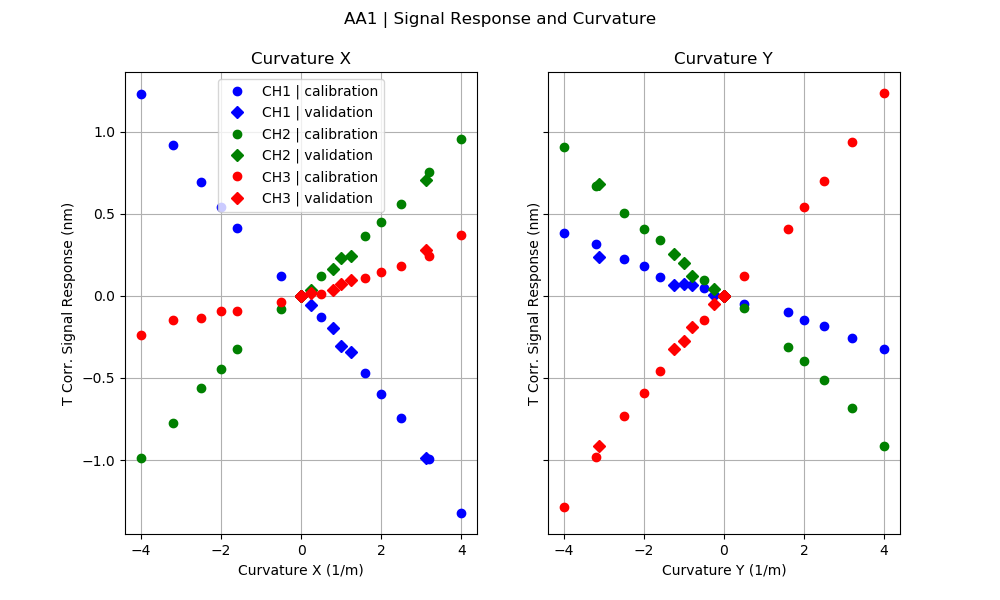 AA1 | Signal Response and Curvature
Curvature X
T Corr. Signal Response (nm)
1.0
0.5
0.0
−0.5
−1.0
CH1 | calibration
CH1 | validation
CH2 | calibration
CH2 | validation
CH3 | calibration
CH3 | validation
−4 −2 0 2 4
Curvature X (1/m)
Curvature Y
T Corr. Signal Response (nm)
−4 −2 0 2 4
Curvature Y (1/m)